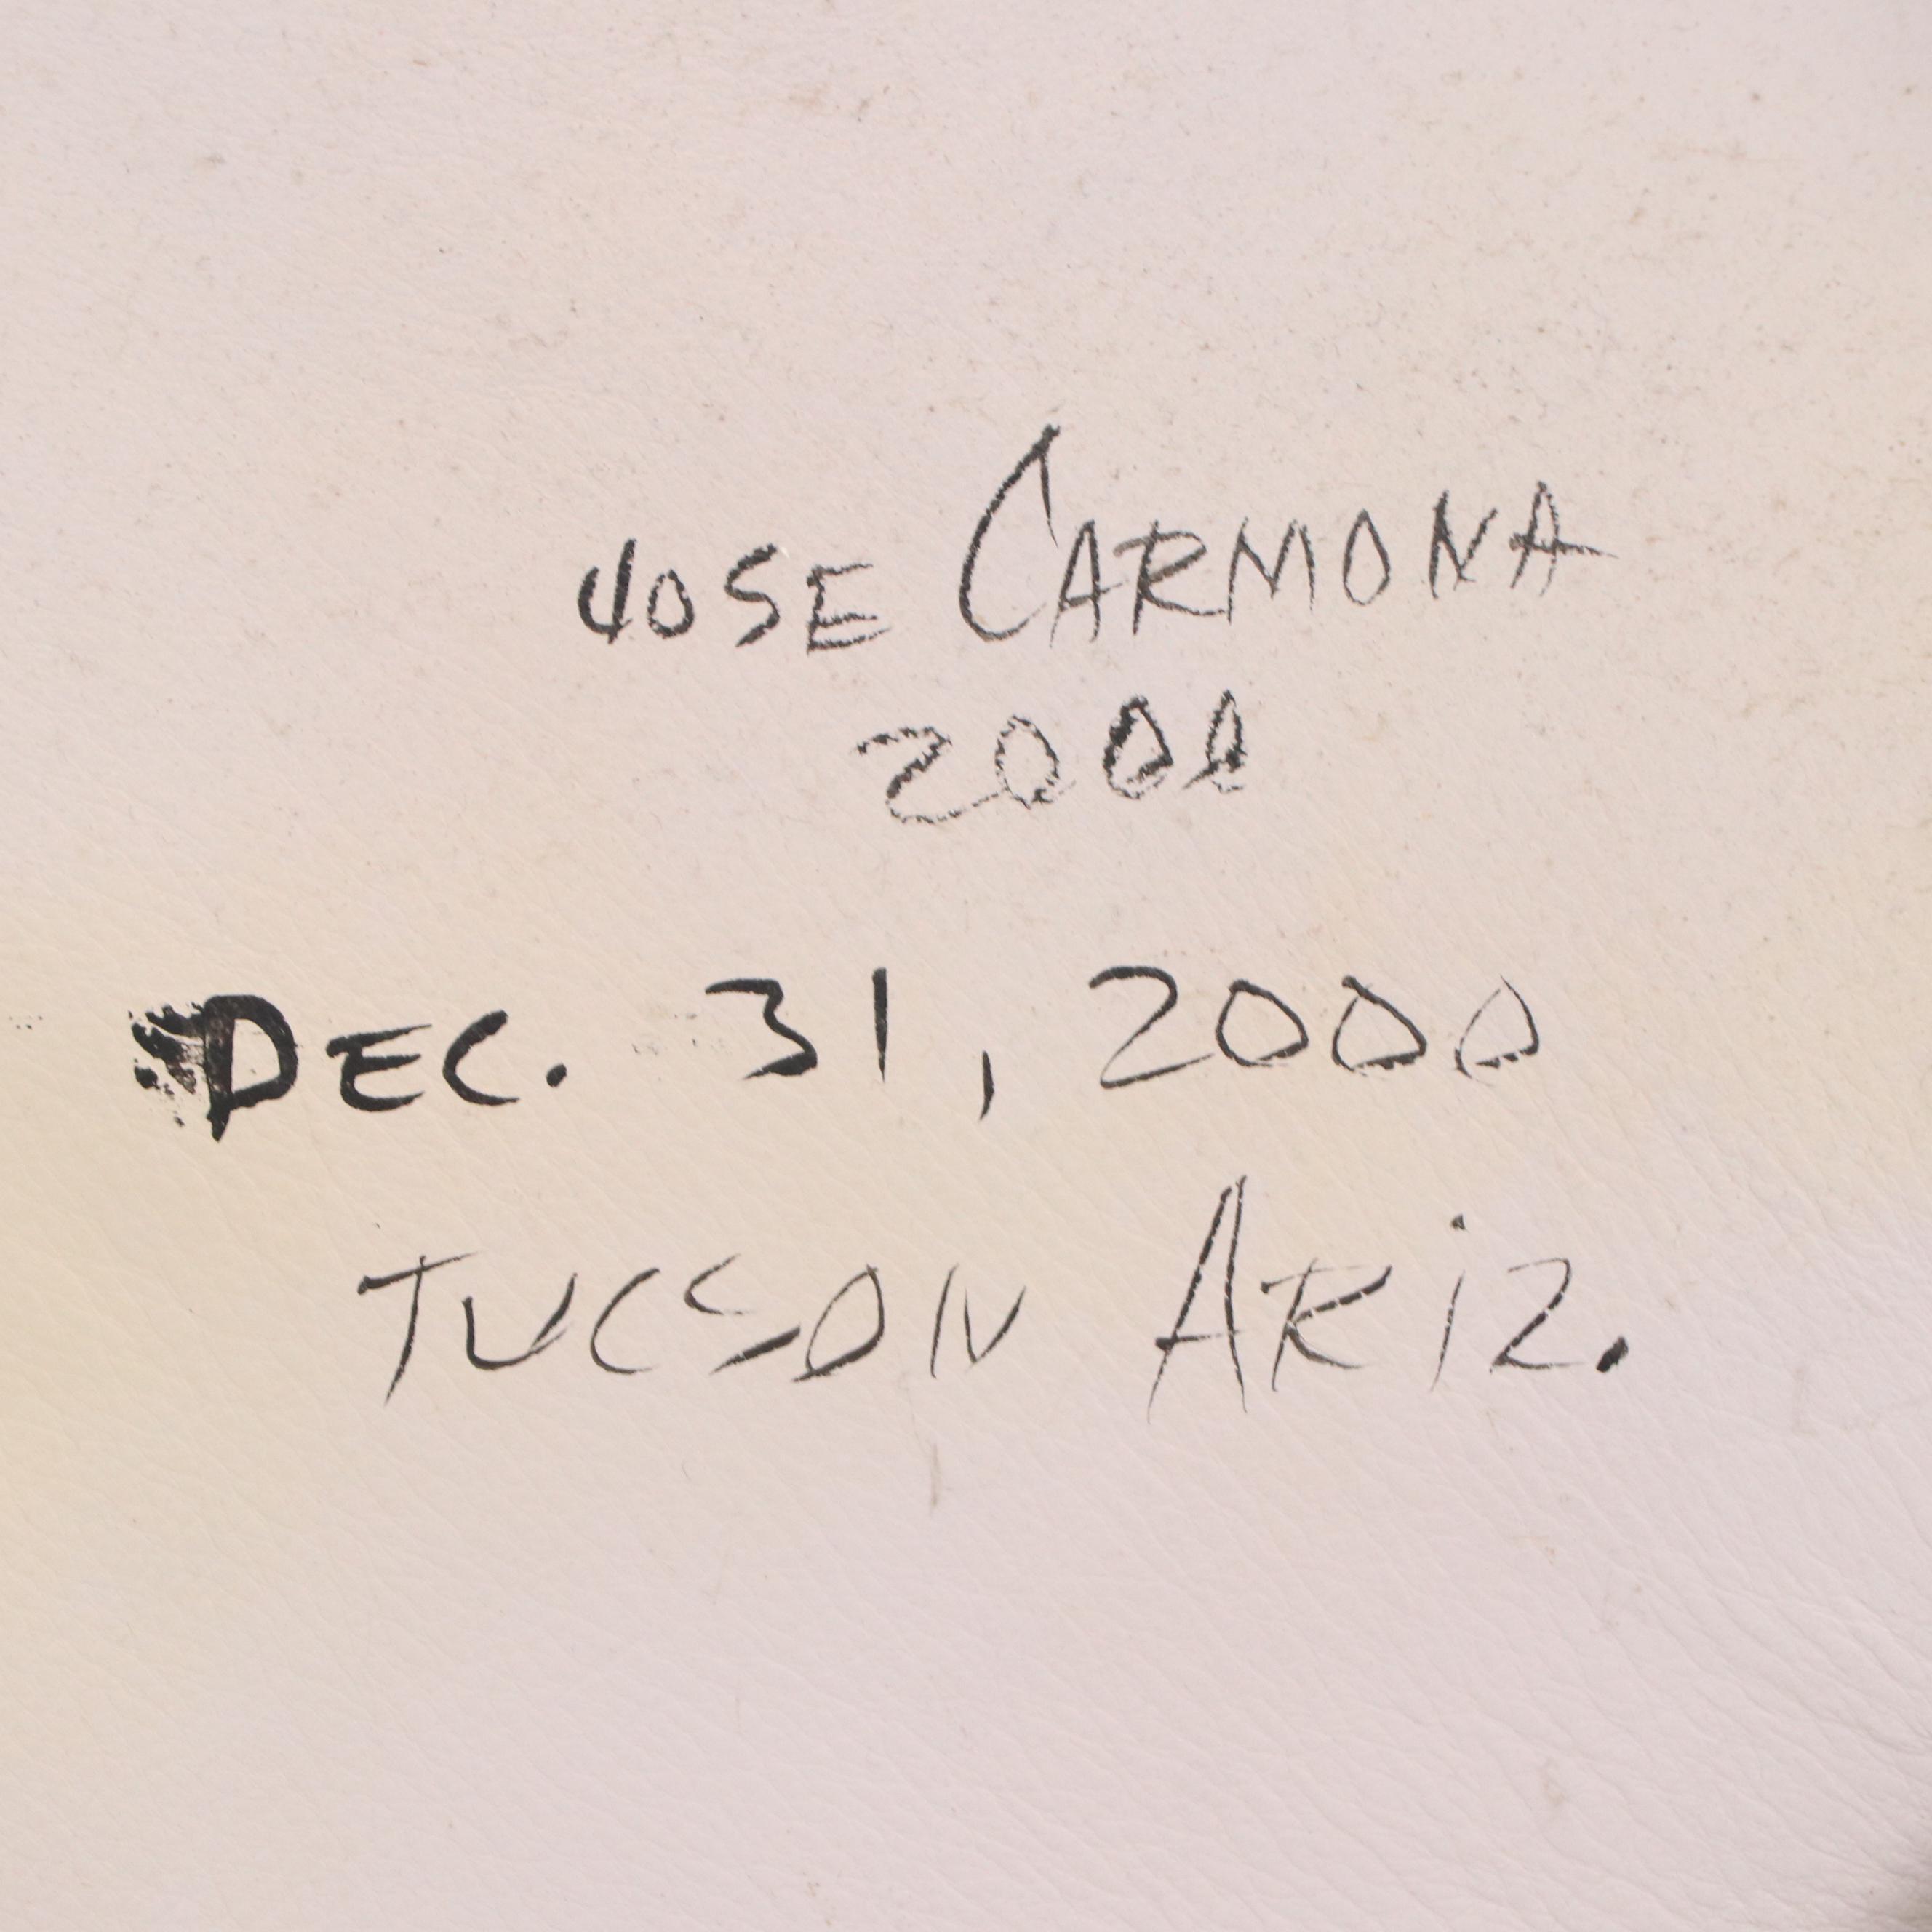 JOSE CARMONA
2000
DEC. 31, 2000
TUCSON ARIZ.